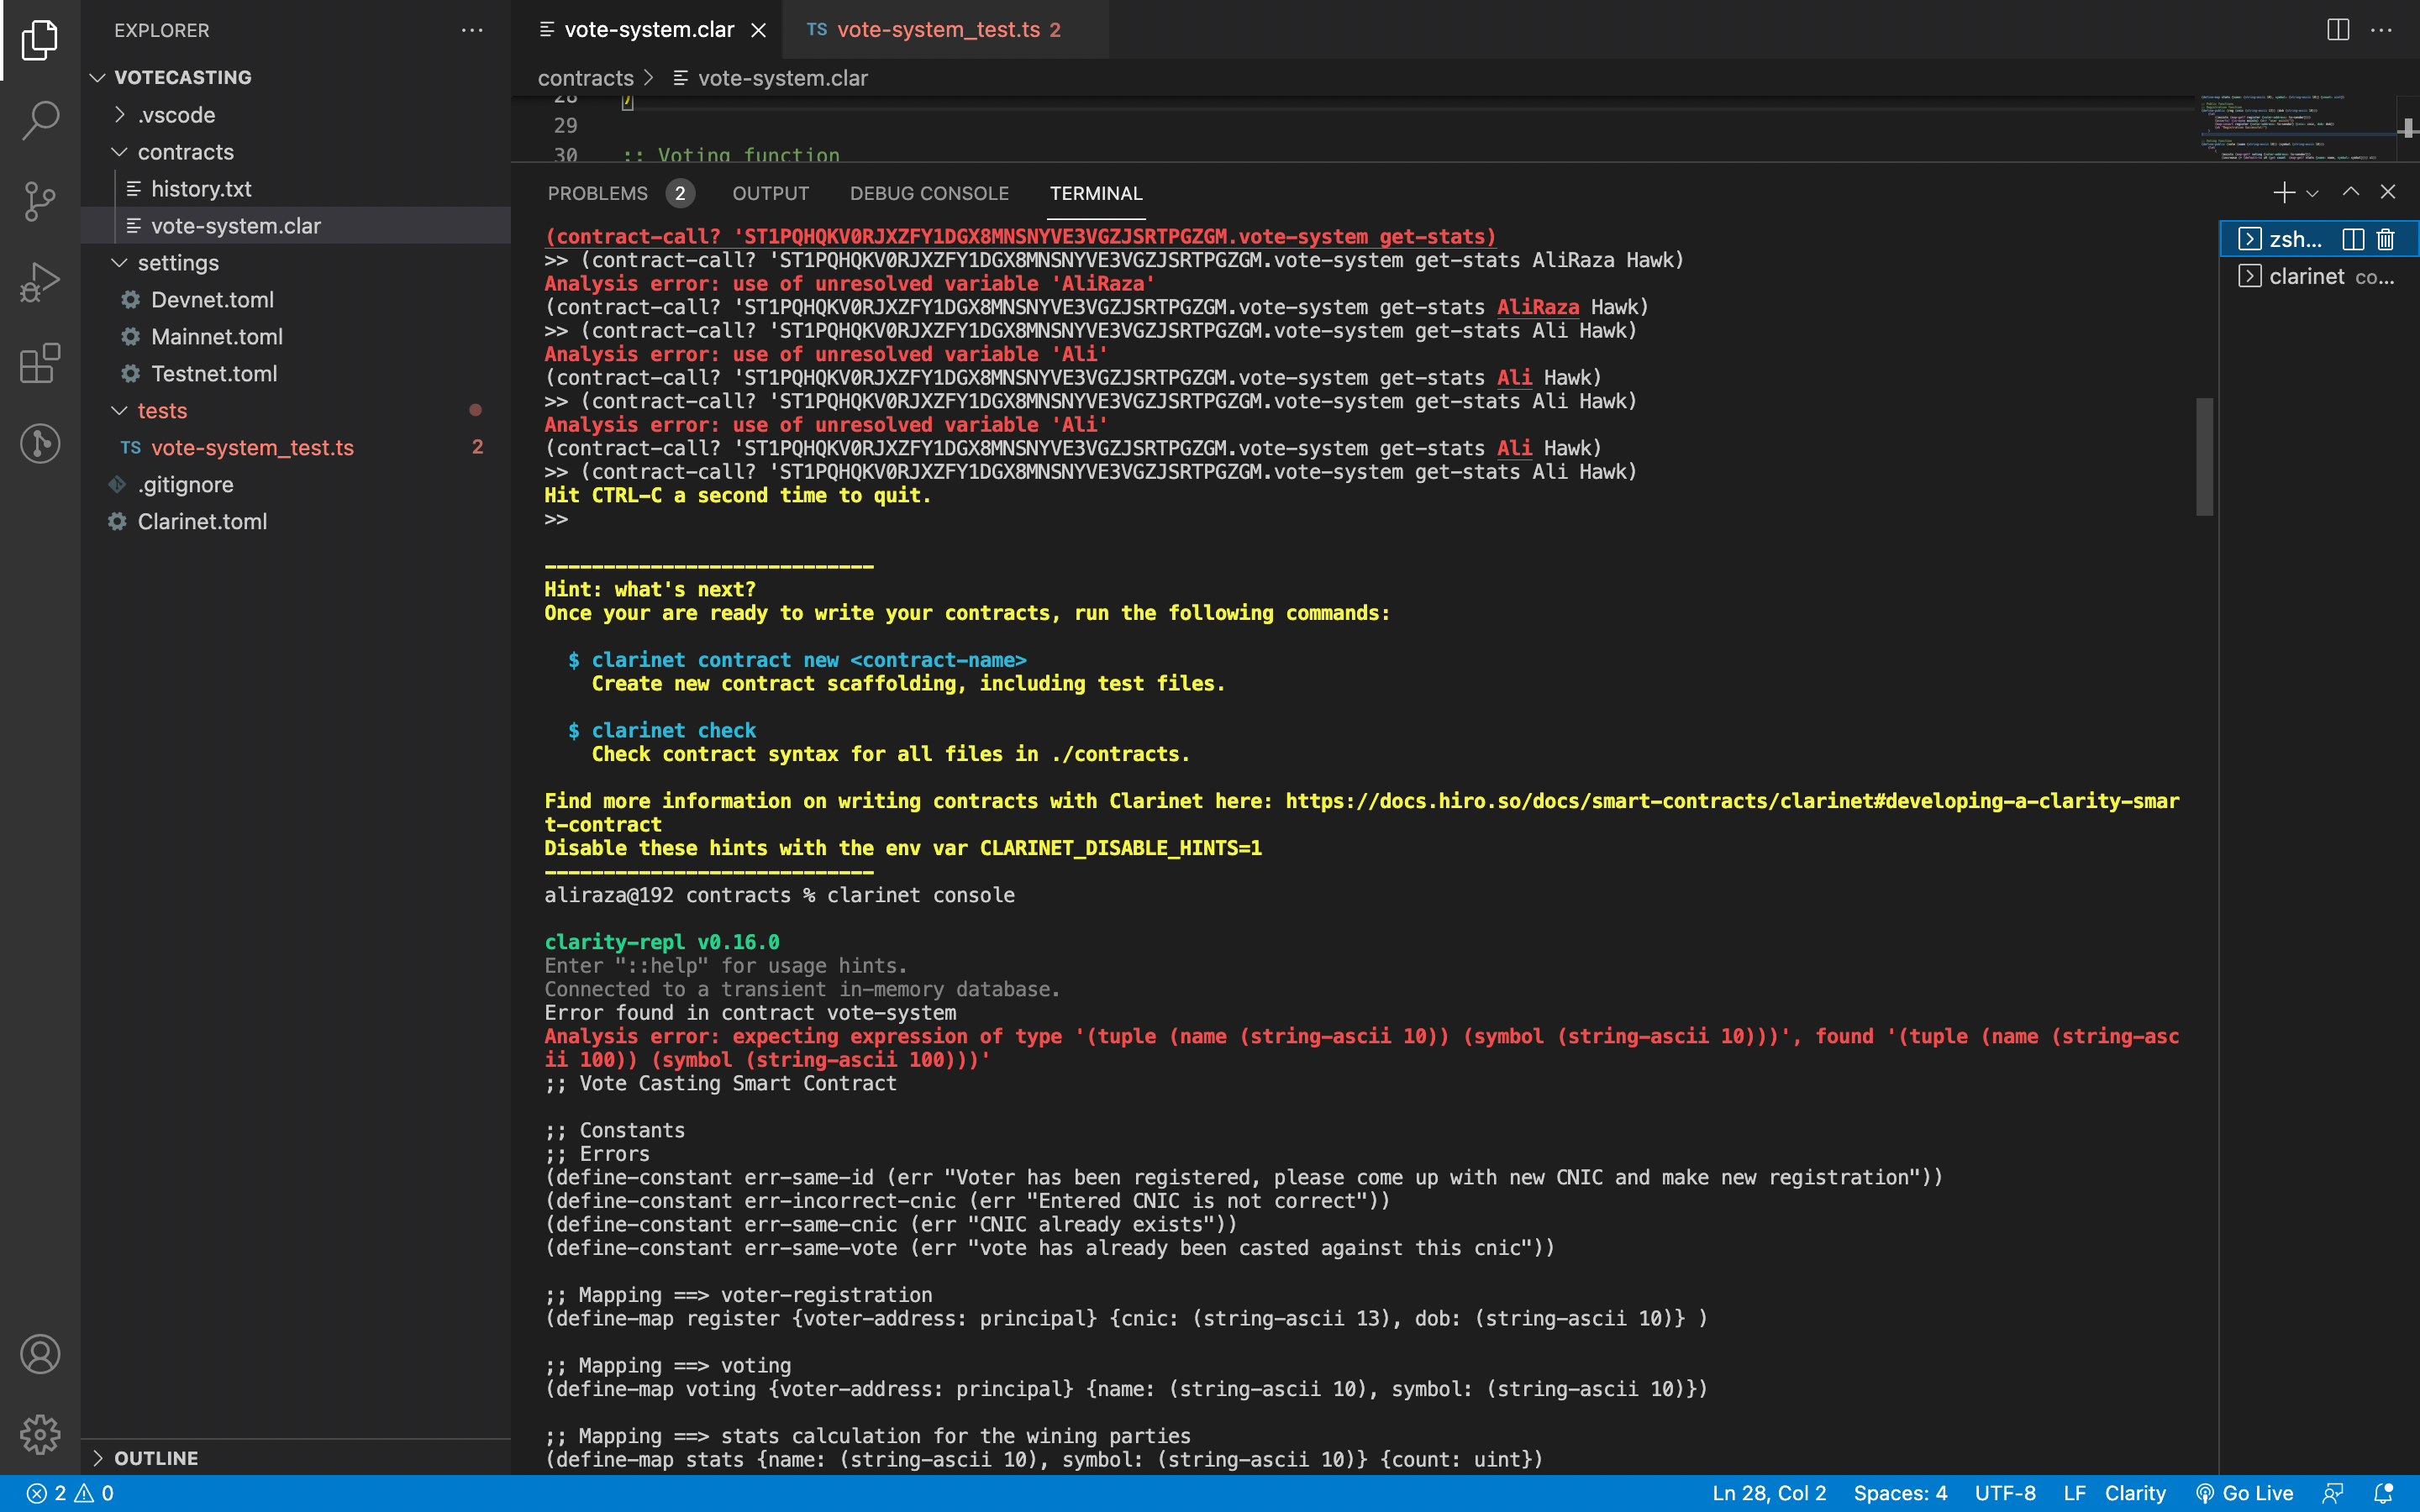 EXPLORER
VOTECASTING
.vscode
contracts
history.txt
vote-system.clar
settings
Devnet.toml
Mainnet.toml
Testnet.toml
tests
TS vote-system_test.ts 2
.gitignore
Clarinet.toml
OUTLINE
vote-system.clar
TS vote-system_test.ts 2
contracts > vote-system.clar
28 )
29
30 ;; Voting function
PROBLEMS 2 OUTPUT DEBUG CONSOLE TERMINAL
(contract-call? 'ST1PQHQKV0RJXZFY1DGX8MNSNYVE3VGZJSRTPGZGM.vote-system get-stats)
>> (contract-call? 'ST1PQHQKV0RJXZFY1DGX8MNSNYVE3VGZJSRTPGZGM.vote-system get-stats AliRaza Hawk)
Analysis error: use of unresolved variable 'AliRaza'
(contract-call? 'ST1PQHQKV0RJXZFY1DGX8MNSNYVE3VGZJSRTPGZGM.vote-system get-stats AliRaza Hawk)
>> (contract-call? 'ST1PQHQKV0RJXZFY1DGX8MNSNYVE3VGZJSRTPGZGM.vote-system get-stats Ali Hawk)
Analysis error: use of unresolved variable 'Ali'
(contract-call? 'ST1PQHQKV0RJXZFY1DGX8MNSNYVE3VGZJSRTPGZGM.vote-system get-stats Ali Hawk)
>> (contract-call? 'ST1PQHQKV0RJXZFY1DGX8MNSNYVE3VGZJSRTPGZGM.vote-system get-stats Ali Hawk)
Analysis error: use of unresolved variable 'Ali'
(contract-call? 'ST1PQHQKV0RJXZFY1DGX8MNSNYVE3VGZJSRTPGZGM.vote-system get-stats Ali Hawk)
>> (contract-call? 'ST1PQHQKV0RJXZFY1DGX8MNSNYVE3VGZJSRTPGZGM.vote-system get-stats Ali Hawk)
Hit CTRL-C a second time to quit.
>>
----------------------------
Hint: what's next?
Once your are ready to write your contracts, run the following commands:
$ clarinet contract new <contract-name>
Create new contract scaffolding, including test files.
$ clarinet check
Check contract syntax for all files in ./contracts.
Find more information on writing contracts with Clarinet here: https://docs.hiro.so/docs/smart-contracts/clarinet#developing-a-clarity-smar
t-contract
Disable these hints with the env var CLARINET_DISABLE_HINTS=1
----------------------------
aliraza@192 contracts % clarinet console
clarity-repl v0.16.0
Enter "::help" for usage hints.
Connected to a transient in-memory database.
Error found in contract vote-system
Analysis error: expecting expression of type '(tuple (name (string-ascii 10)) (symbol (string-ascii 10)))', found '(tuple (name (string-asc
ii 100)) (symbol (string-ascii 100)))'
;; Vote Casting Smart Contract
;; Constants
;; Errors
(define-constant err-same-id (err "Voter has been registered, please come up with new CNIC and make new registration"))
(define-constant err-incorrect-cnic (err "Entered CNIC is not correct"))
(define-constant err-same-cnic (err "CNIC already exists"))
(define-constant err-same-vote (err "vote has already been casted against this cnic"))
;; Mapping ==> voter-registration
(define-map register {voter-address: principal} {cnic: (string-ascii 13), dob: (string-ascii 10)} )
;; Mapping ==> voting
(define-map voting {voter-address: principal} {name: (string-ascii 10), symbol: (string-ascii 10)})
;; Mapping ==> stats calculation for the wining parties
(define-map stats {name: (string-ascii 10), symbol: (string-ascii 10)} {count: uint})
zsh...
clarinet co...
2 0
Ln 28, Col 2 Spaces: 4 UTF-8 LF Clarity Go Live